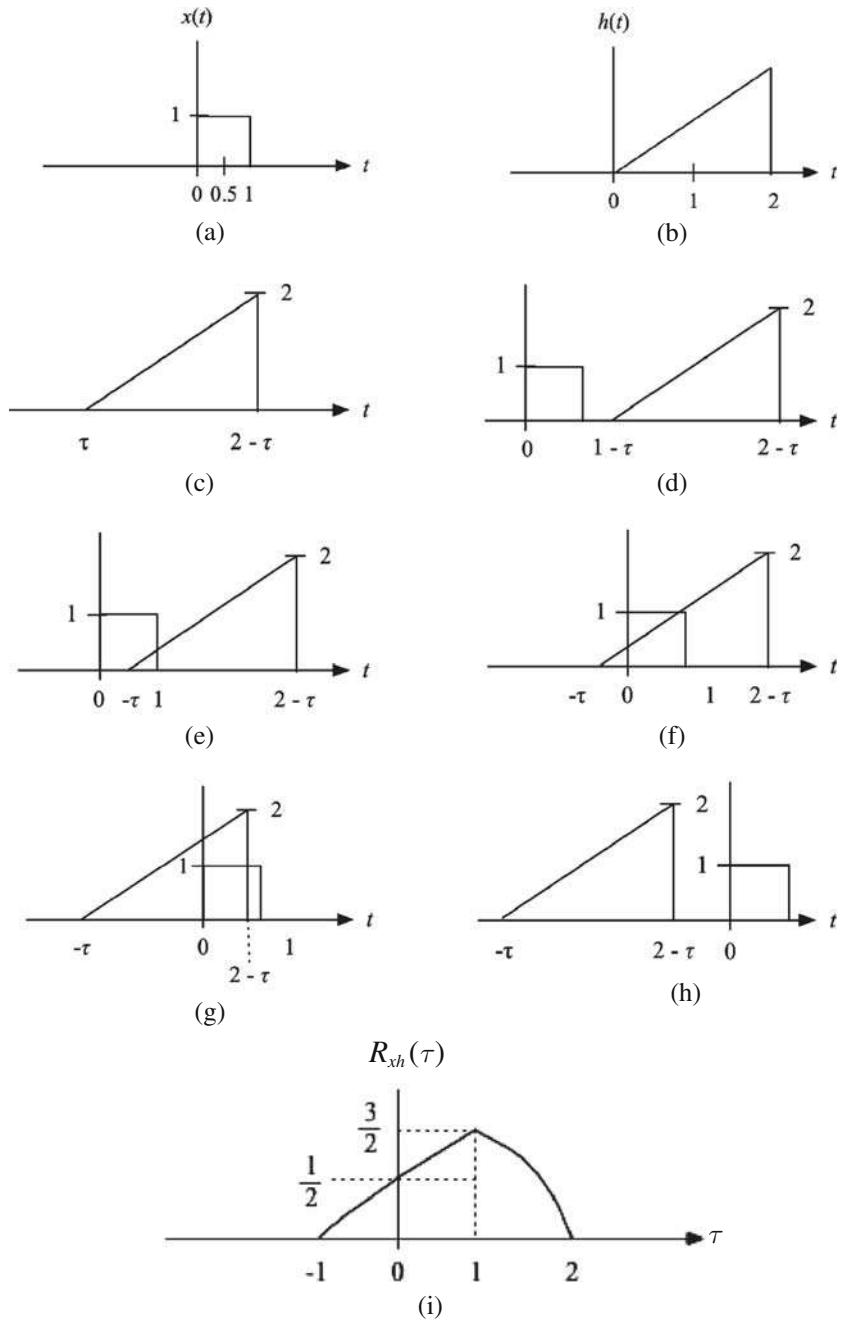 x(t)
1
t
0 0.5 1
(a)
h(t)
t
0 1 2
(b)
2
t
τ 2 - τ
(c)
2
1
t
0 1 - τ 2 - τ
(d)
2
1
t
0 -τ 1 2 - τ
(e)
2
1
t
-τ 0 1 2 - τ
(f)
2
1
t
-τ 0 1
2 - τ
(g)
2
1
t
-τ 2 - τ 0
(h)
R_{xh}(τ)
3/2
1/2
τ
-1 0 1 2
(i)